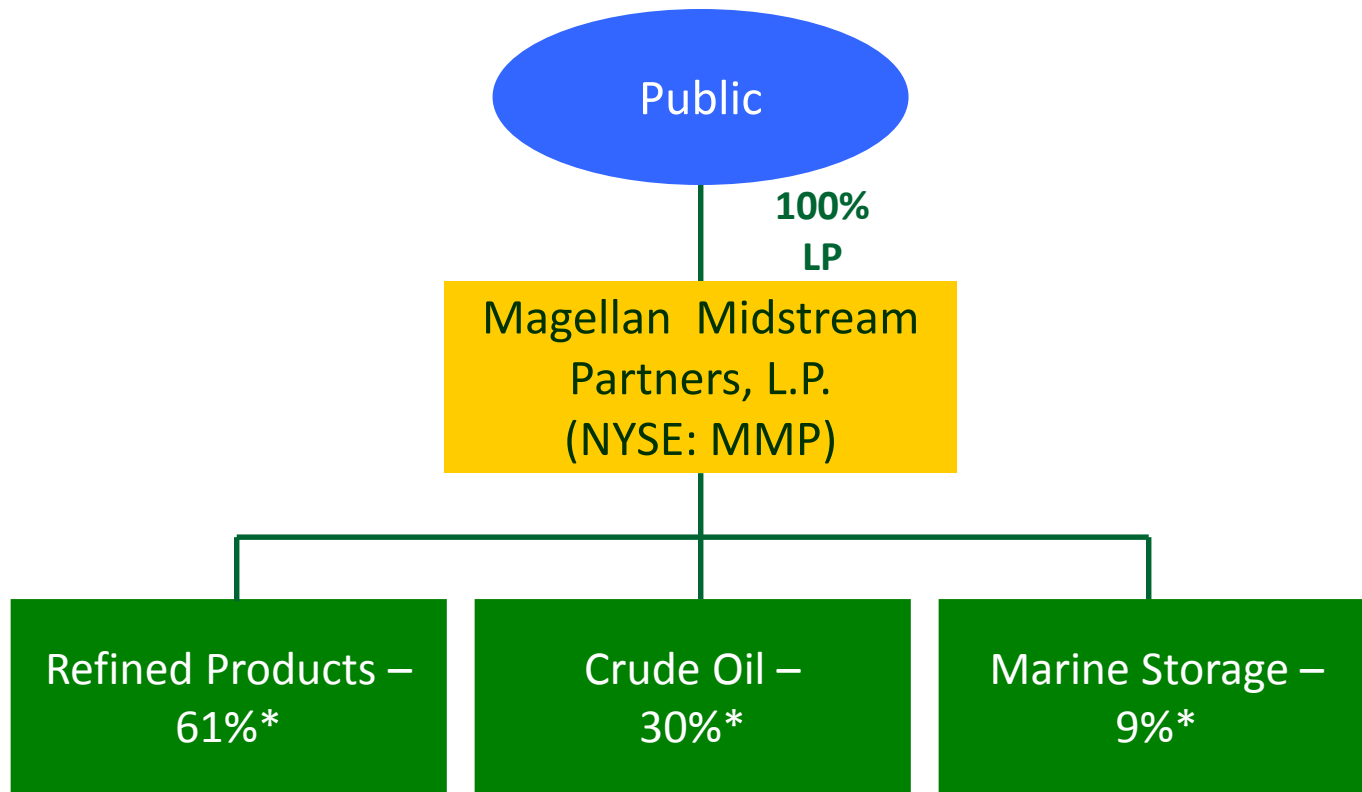 Public
100%
LP
Magellan  Midstream
Partners, L.P.
(NYSE: MMP)
Refined Products –
61%*
Crude Oil –
30%*
Marine Storage –
9%*